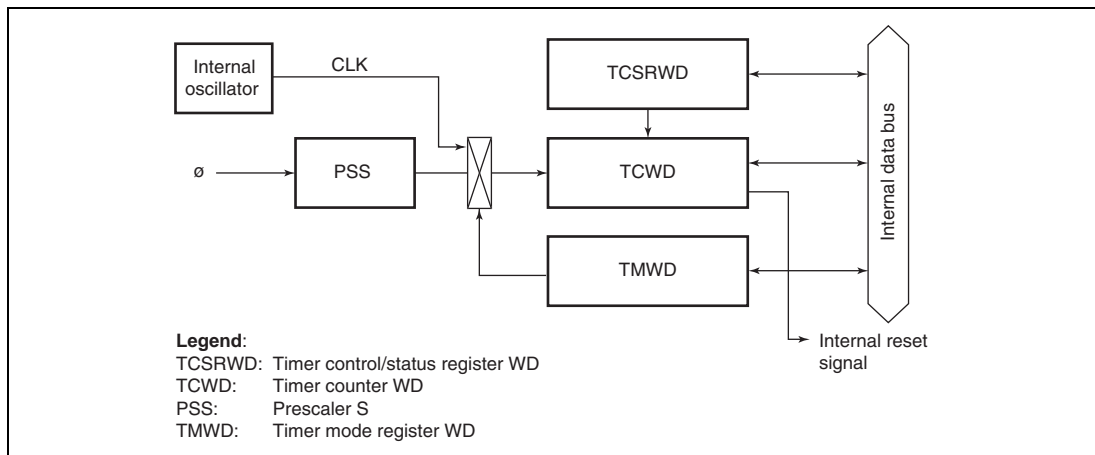 Internal
oscillator
CLK
TCSRWD
ø
PSS
TCWD
TMWD
Internal data bus
Internal reset
signal
Legend:
TCSRWD: Timer control/status register WD
TCWD: Timer counter WD
PSS: Prescaler S
TMWD: Timer mode register WD